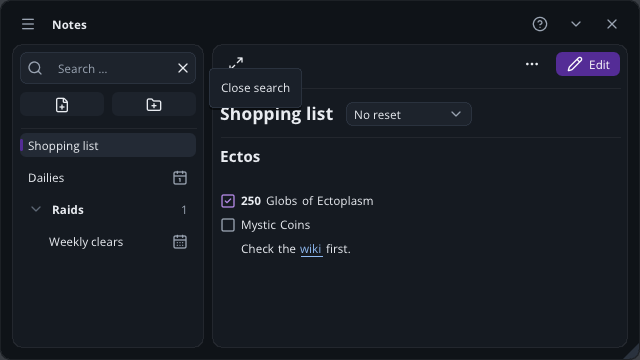 Notes
Search ...
Close search
Edit
Shopping list
Dailies
Raids 1
Weekly clears
Shopping list No reset
Ectos
250 Globs of Ectoplasm
Mystic Coins
Check the wiki first.